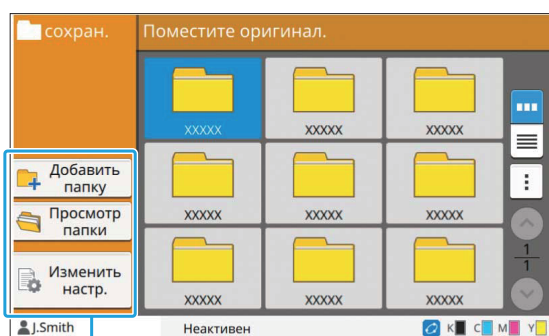 сохран.
Поместите оригинал.
XXXXX XXXXX XXXXX
Добавить
папку
Просмотр
папки
XXXXX XXXXX XXXXX
Изменить
настр.
XXXXX XXXXX XXXXX
1
1
J.Smith
Неактивен
K C M Y